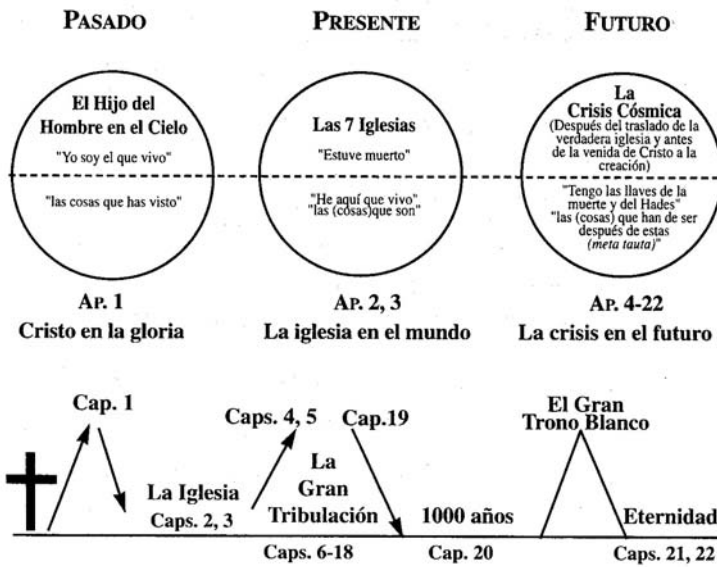 PASADO
PRESENTE
FUTURO
El Hijo del
Hombre en el Cielo
"Yo soy el que vivo"
"las cosas que has visto"
Las 7 Iglesias
"Estuve muerto"
"He aquí que vivo"
"las (cosas)que son"
La
Crisis Cósmica
(Después del traslado de la
verdadera iglesia y antes
de la venida de Cristo a la
creación)
"Tengo las llaves de la
muerte y del Hades"
"las (cosas) que han de ser
después de estas
(meta tauta)"
AP. 1
Cristo en la gloria
AP. 2, 3
La iglesia en el mundo
AP. 4-22
La crisis en el futuro
Cap. 1
La Iglesia
Caps. 2, 3
Caps. 4, 5
Cap.19
La
Gran
Tribulación
Caps. 6-18
1000 años
Cap. 20
El Gran
Trono Blanco
Eternidad
Caps. 21, 22